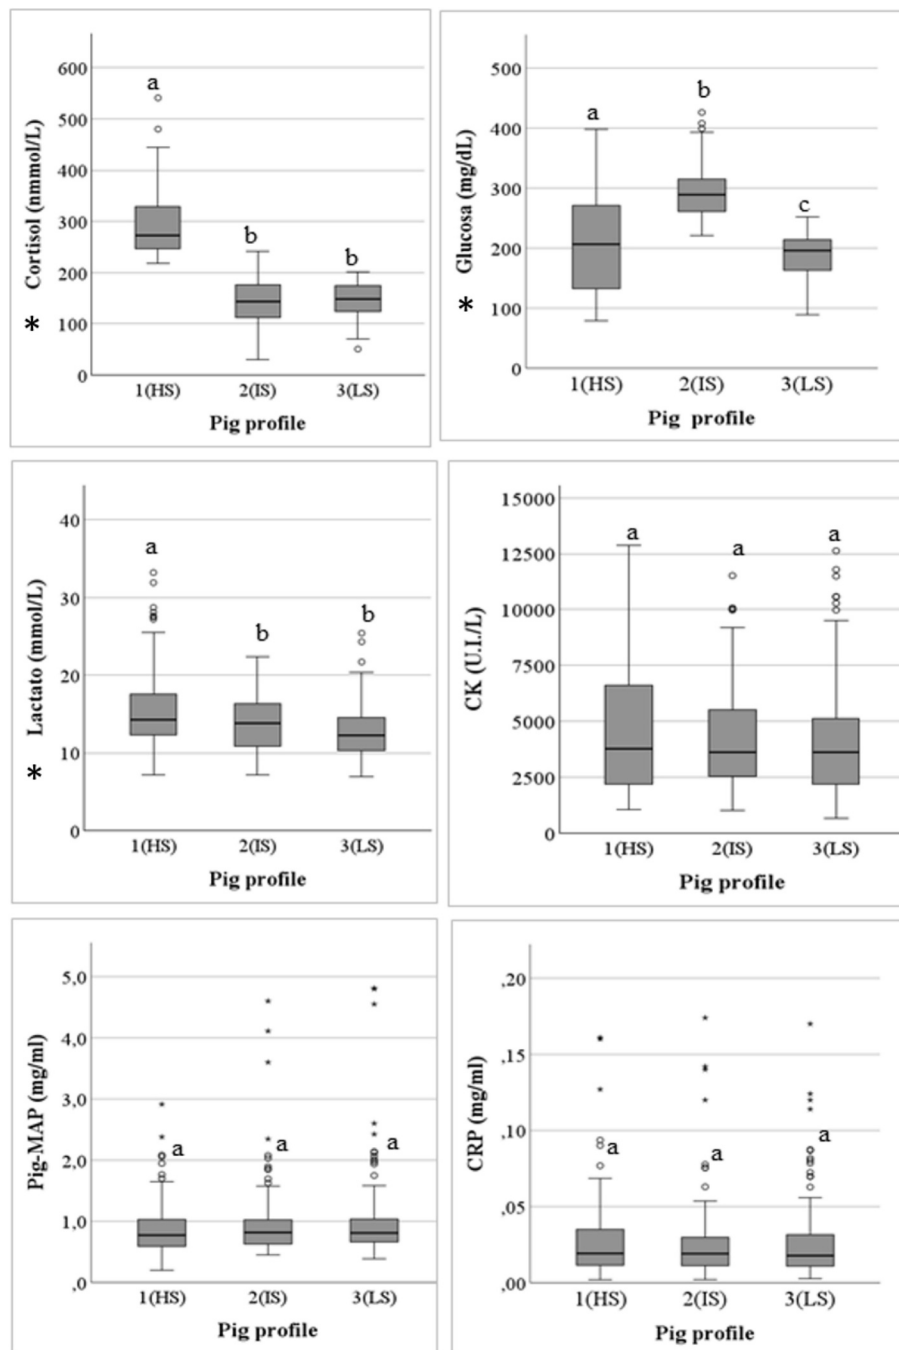 Cortisol (nmmol/L)
*
600
500
400
300
200
100
0
a
b
b
1(HS) 2(IS) 3(LS)
Pig profile
Glucosa (mg/dL)
*
500
400
300
200
100
0
a
b
c
1(HS) 2(IS) 3(LS)
Pig profile
Lactato (mmol/L)
*
40
30
20
10
0
a
b
b
1(HS) 2(IS) 3(LS)
Pig profile
CK (U.I./L)
15000
12500
10000
7500
5000
2500
0
a
a
a
1(HS) 2(IS) 3(LS)
Pig profile
Pig-MAP (mg/ml)
5,0
4,0
3,0
2,0
1,0
,0
a
a
a
1(HS) 2(IS) 3(LS)
Pig profile
CRP (mg/ml)
,20
,15
,10
,05
,00
a
a
a
1(HS) 2(IS) 3(LS)
Pig profile